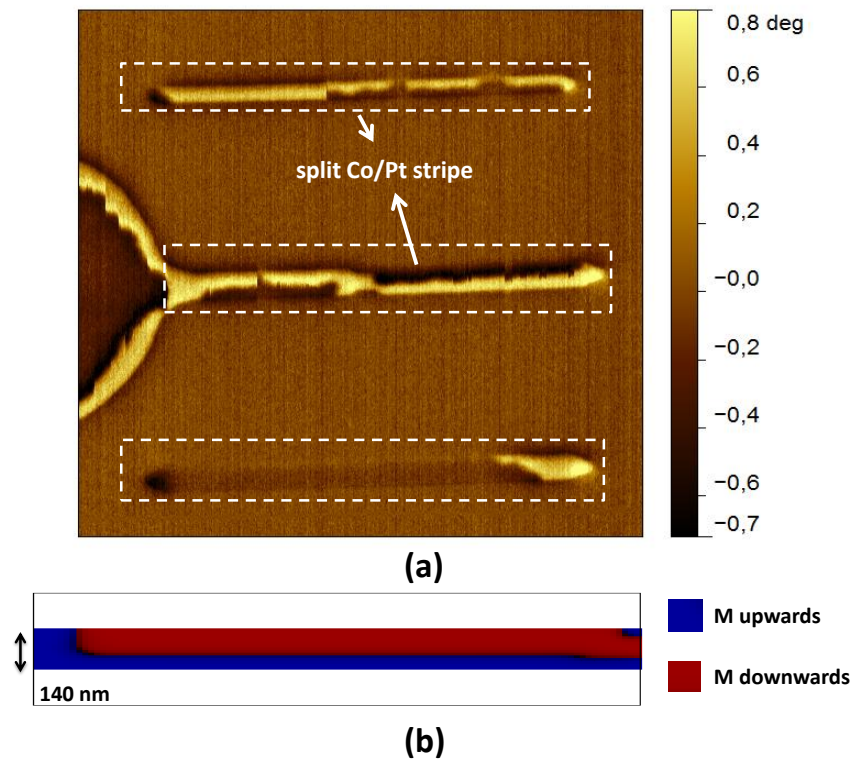 0,8 deg
0,6
split Co/Pt stripe
0,4
0,2
−0,0
−0,2
−0,4
−0,6
−0,7
(a)
M upwards
M downwards
140 nm
(b)